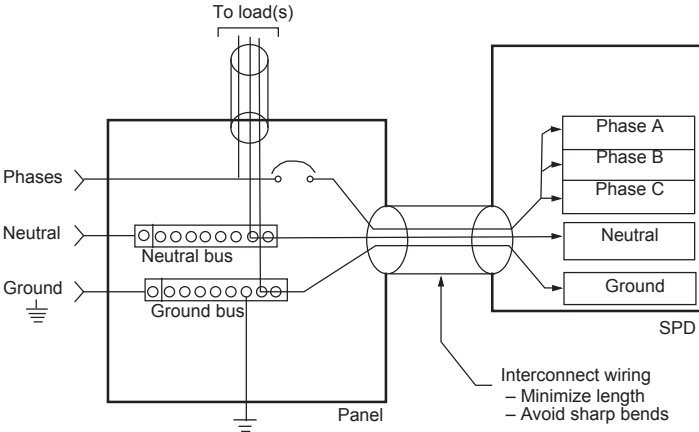 To load(s)
Phase A
Phase B
Phases
Phase C
Neutral
Neutral
Neutral bus
Ground
Ground
Ground bus
SPD
Interconnect wiring
– Minimize length
– Avoid sharp bends
Panel